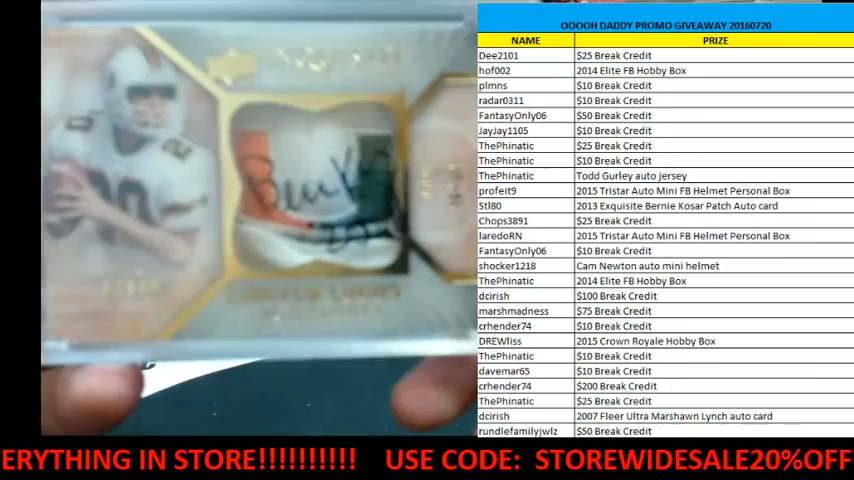 OOOOH DADDY PROMO GIVEAWAY 20160720
NAME PRIZE
Dee2101 $25 Break Credit
hof002 2014 Elite FB Hobby Box
plmns $10 Break Credit
radar0311 $10 Break Credit
FantasyOnly06 $50 Break Credit
JayJay1105 $10 Break Credit
ThePhinatic $25 Break Credit
ThePhinatic $10 Break Credit
ThePhinatic Todd Gurley auto jersey
profeit9 2015 Tristar Auto Mini FB Helmet Personal Box
Stl80 2013 Exquisite Bernie Kosar Patch Auto card
Chops3891 $25 Break Credit
laredoRN 2015 Tristar Auto Mini FB Helmet Personal Box
FantasyOnly06 $10 Break Credit
shocker1218 Cam Newton auto mini helmet
ThePhinatic 2014 Elite FB Hobby Box
dcirish $100 Break Credit
marshmadness $75 Break Credit
crhender74 $10 Break Credit
DREWliss 2015 Crown Royale Hobby Box
ThePhinatic $10 Break Credit
davemar65 $10 Break Credit
crhender74 $200 Break Credit
ThePhinatic $25 Break Credit
dcirish 2007 Fleer Ultra Marshawn Lynch auto card
rundlefamilyjwlz $50 Break Credit
ERYTHING IN STORE!!!!!!!!!! USE CODE: STOREWIDESALE20%OFF